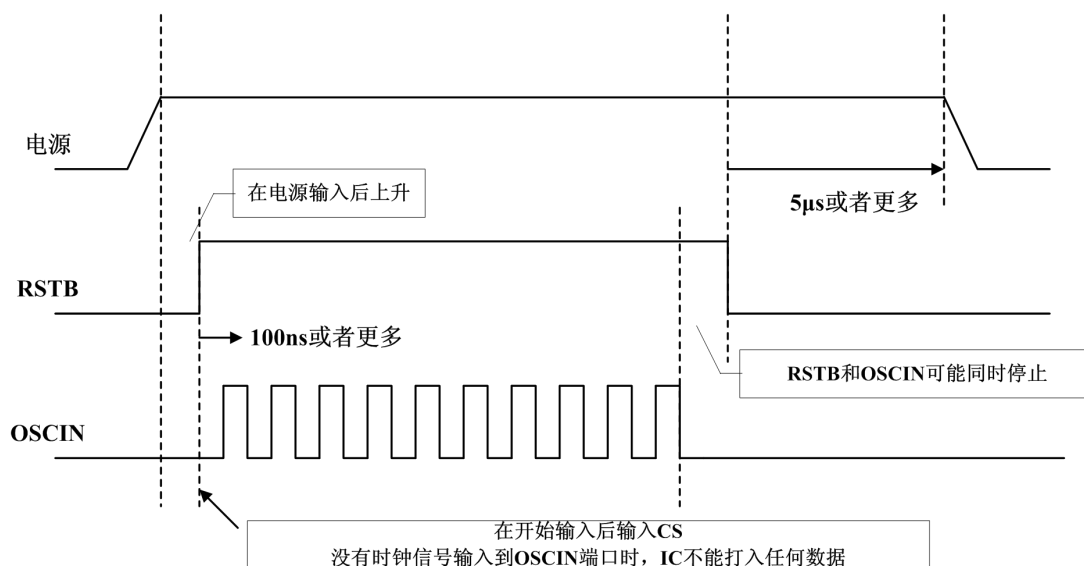 电源
在电源输入后上升
5μs或者更多
RSTB
100ns或者更多
RSTB和OSCIN可能同时停止
OSCIN
在开始输入后输入CS
没有时钟信号输入到OSCIN端口时，IC不能打入任何数据